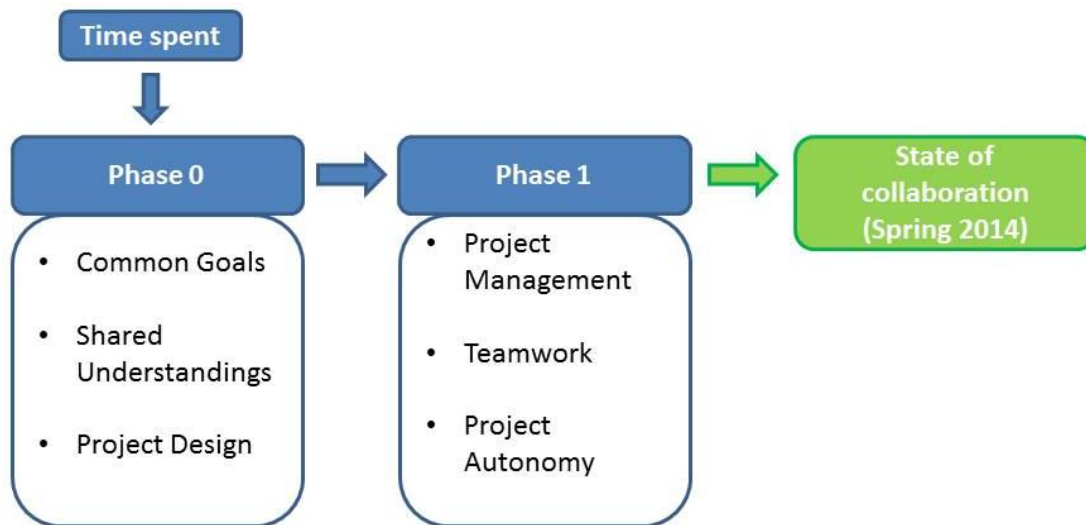 Time spent
Phase 0
• Common Goals
• Shared
Understandings
• Project Design
Phase 1
• Project
Management
• Teamwork
• Project
Autonomy
State of
collaboration
(Spring 2014)